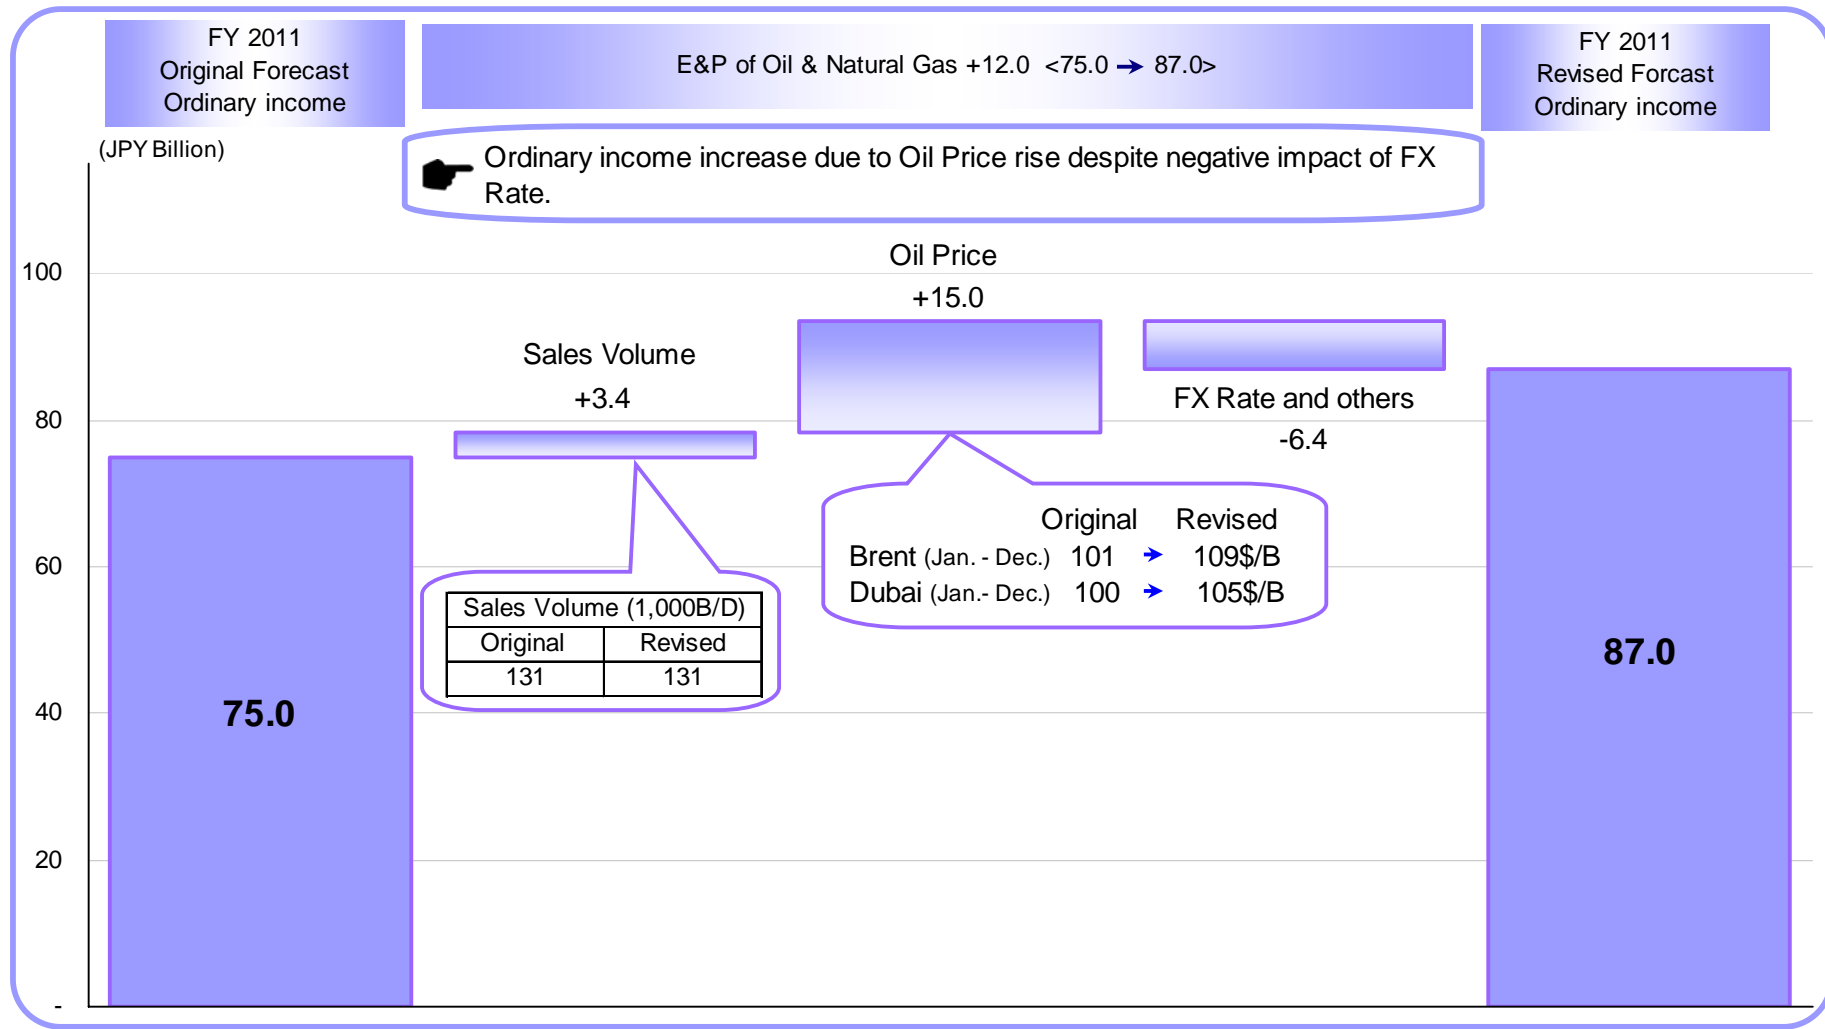 FY 2011
Original Forecast
Ordinary income
E&P of Oil & Natural Gas +12.0 <75.0 → 87.0>
FY 2011
Revised Forcast
Ordinary income
(JPY Billion)
Ordinary income increase due to Oil Price rise despite negative impact of FX
Rate.
100
80
60
40
20
-
75.0
Sales Volume
+3.4
Sales Volume (1,000B/D)
Original Revised
131 131
Oil Price
+15.0
Original Revised
Brent (Jan. - Dec.) 101 → 109$/B
Dubai (Jan.- Dec.) 100 → 105$/B
FX Rate and others
-6.4
87.0